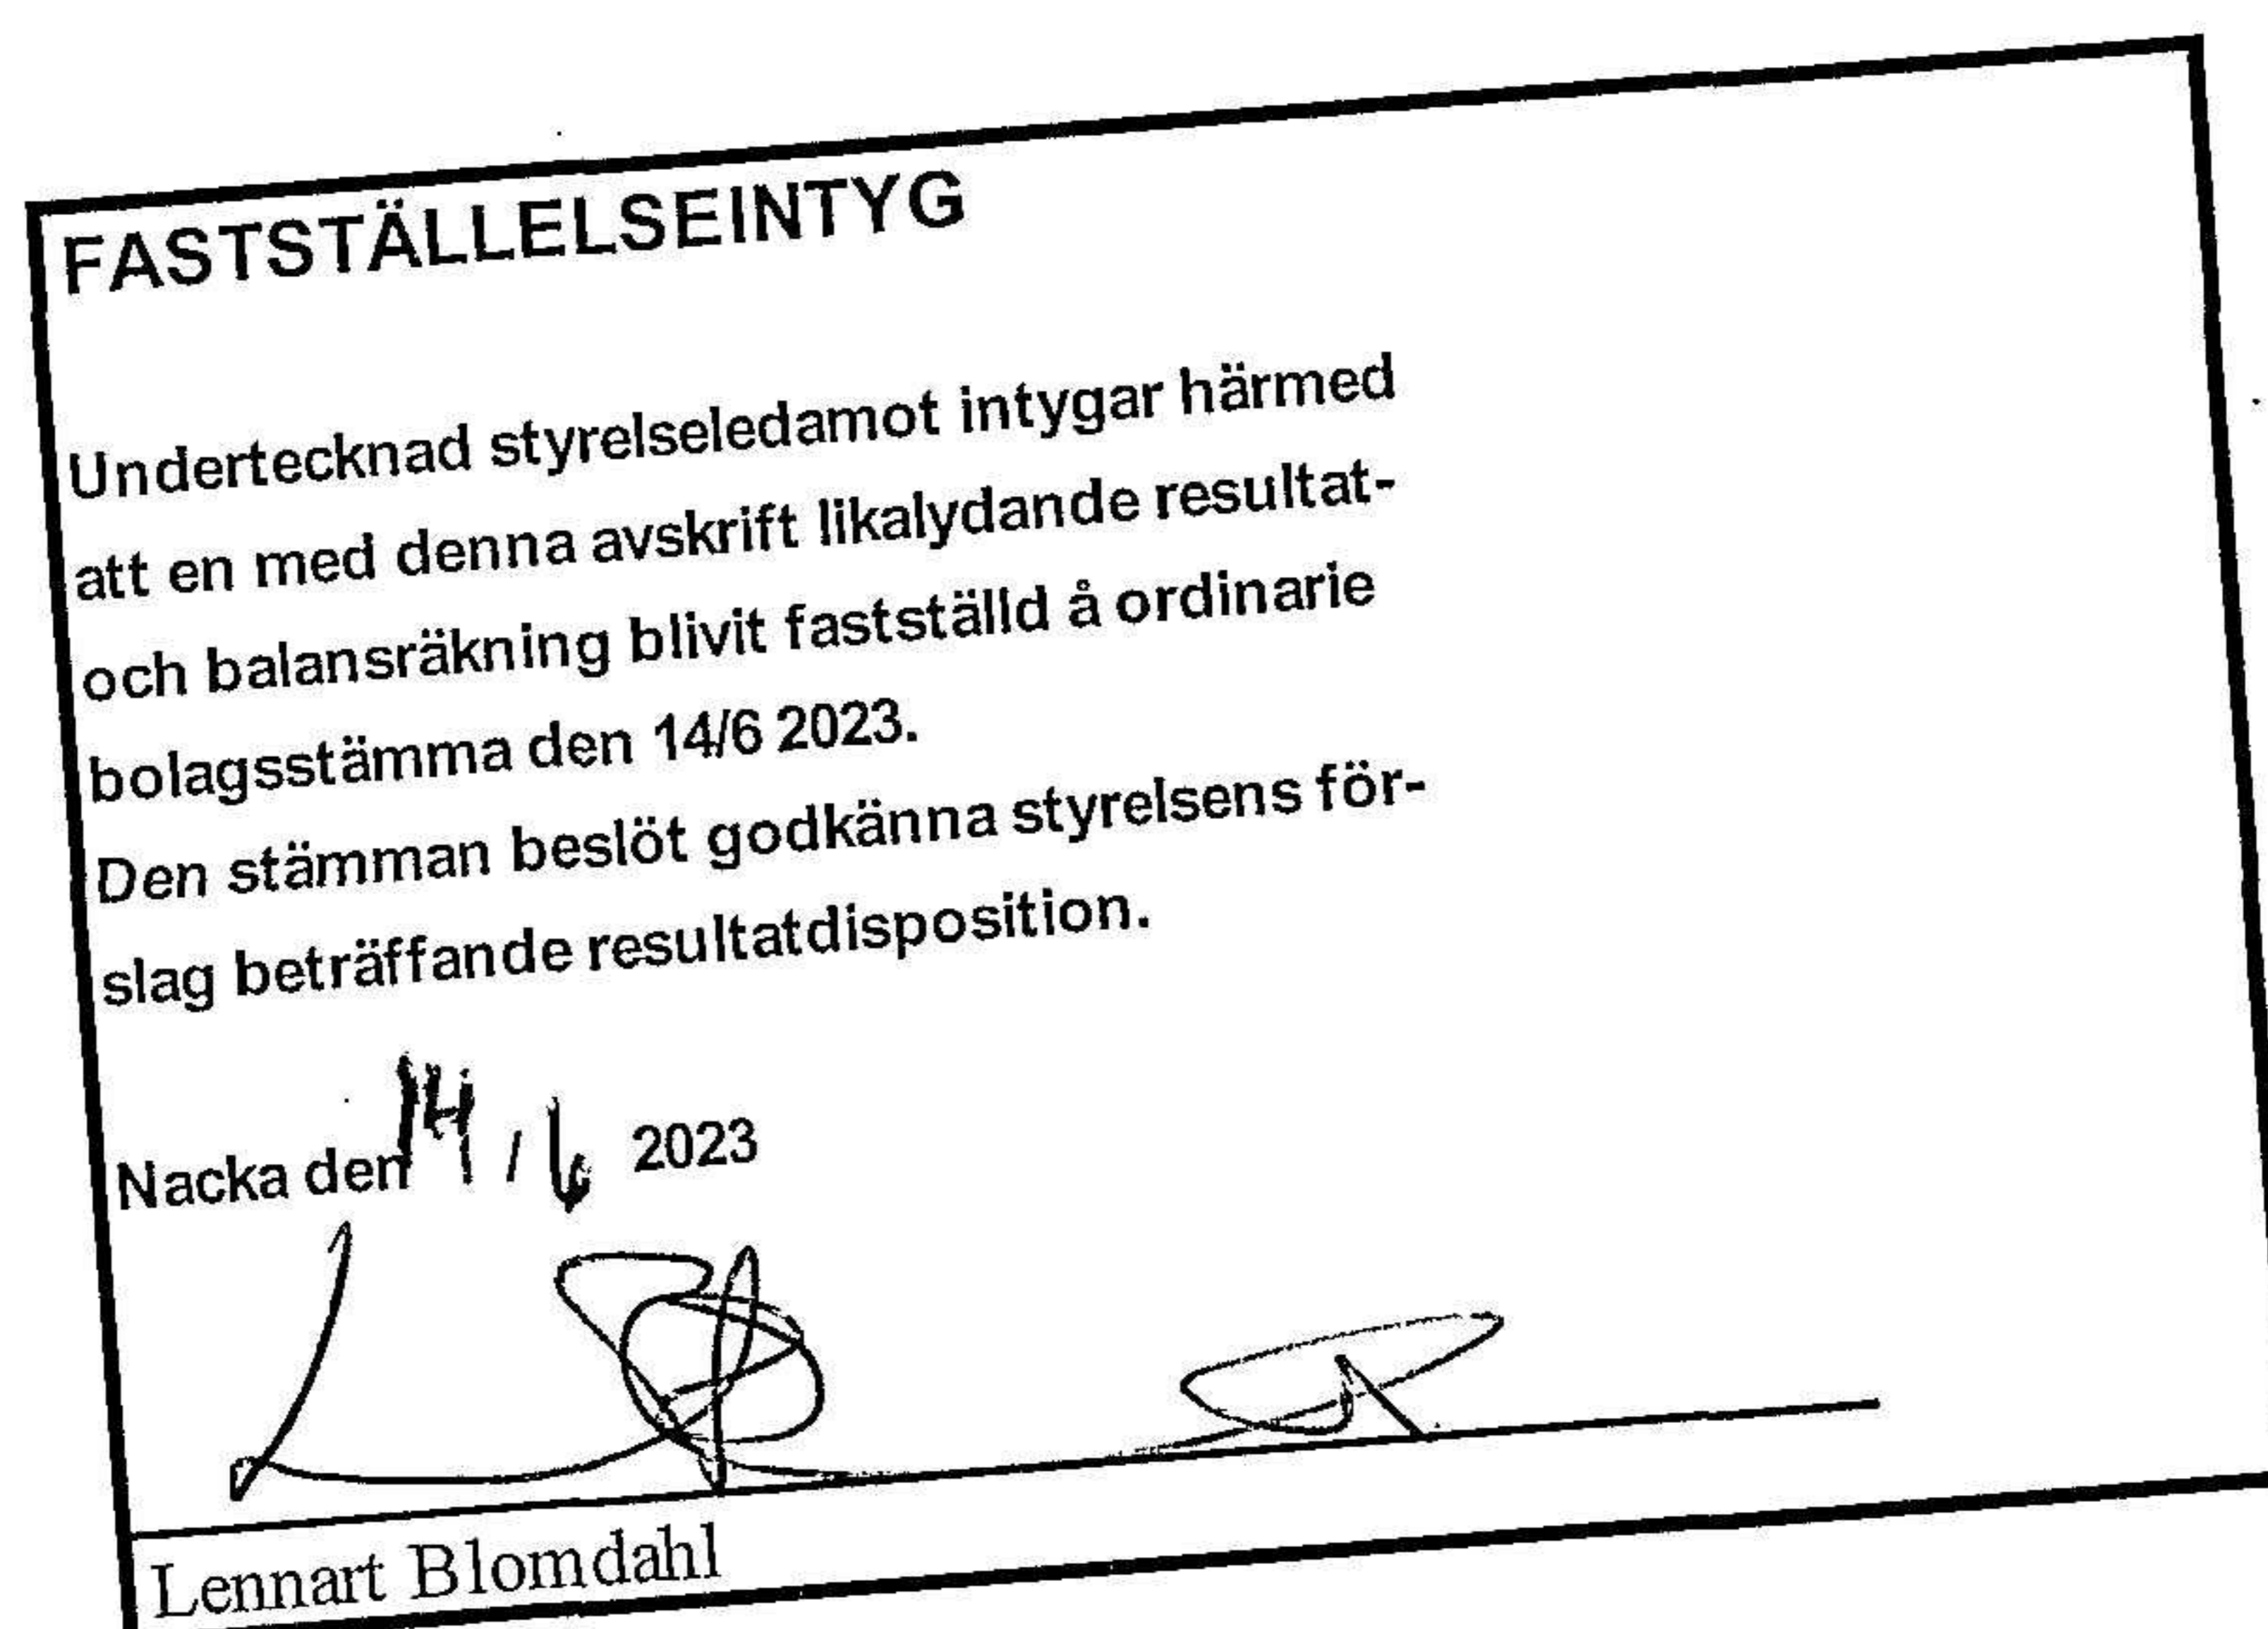 FASTSTÄLLELSEINTYG
Undertecknad styrelseledamot intygar härmed
att en med denna avskrift likalydande resultat-
och balansräkning blivit fastställd å ordinarie
bolagsstämma den 14/6 2023.
Den stämman beslöt godkänna styrelsens för-
slag beträffande resultatdisposition.
Nacka den 14 / 6 2023
Lennart Blomdahl